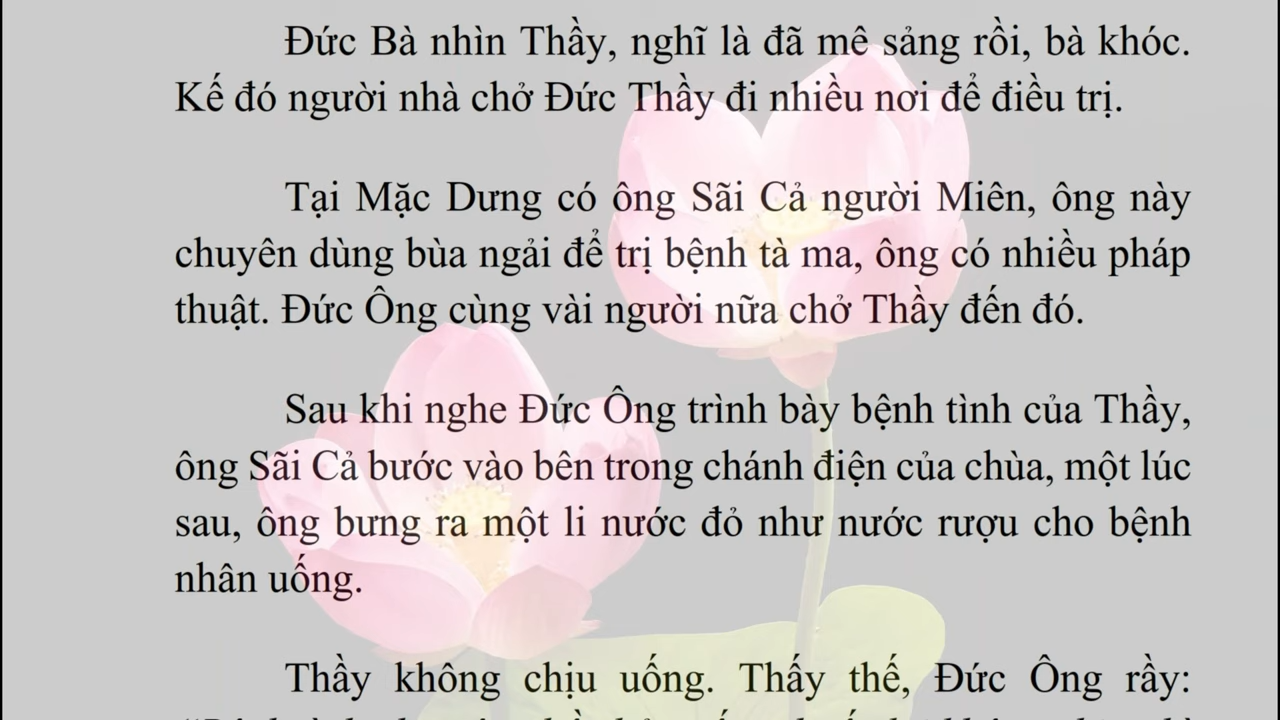 Đức Bà nhìn Thầy, nghĩ là đã mê sảng rồi, bà khóc.
Kế đó người nhà chở Đức Thầy đi nhiều nơi để điều trị.
Tại Mặc Dưng có ông Sãi Cả người Miên, ông này
chuyên dùng bùa ngải để trị bệnh tà ma, ông có nhiều pháp
thuật. Đức Ông cùng vài người nữa chở Thầy đến đó.
Sau khi nghe Đức Ông trình bày bệnh tình của Thầy,
ông Sãi Cả bước vào bên trong chánh điện của chùa, một lúc
sau, ông bưng ra một li nước đỏ như nước rượu cho bệnh
nhân uống.
Thầy không chịu uống. Thấy thế, Đức Ông rầy: